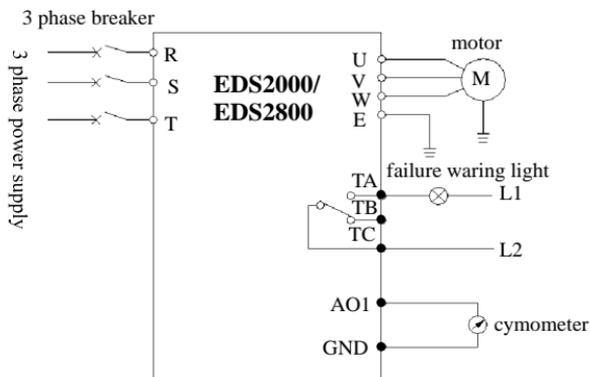 3 phase breaker
3 phase power supply
R
S
T
EDS2000/
EDS2800
U
V
W
E
motor
M
failure waring light
TA
TB
TC
L1
L2
AO1
GND
cymometer